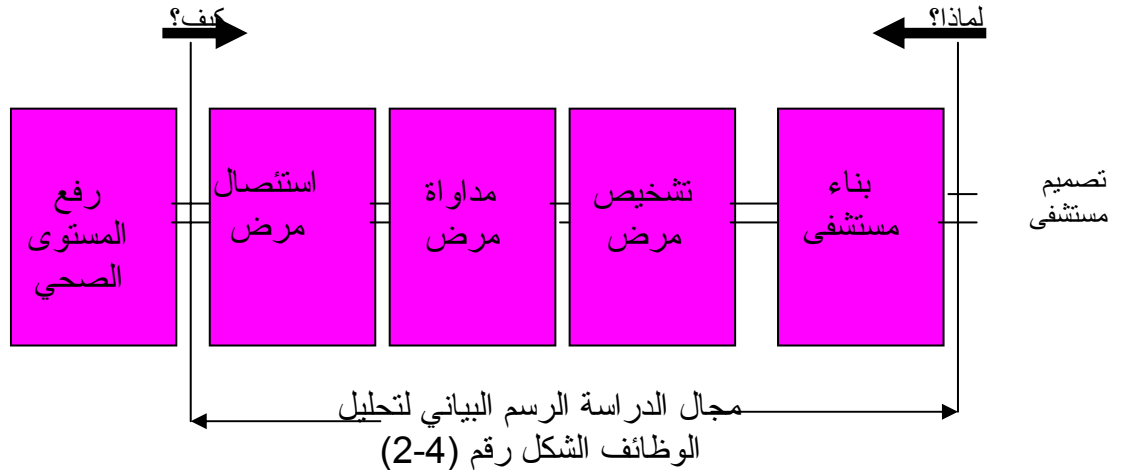 لماذا؟
كيف؟
تصميم
مستشفى
بناء
مستشفى
تشخيص
مرض
مداواة
مرض
استئصال
مرض
رفع
المستوى
الصحي
مجال الدراسة الرسم البياني لتحليل
الوظائف الشكل رقم (4-2)